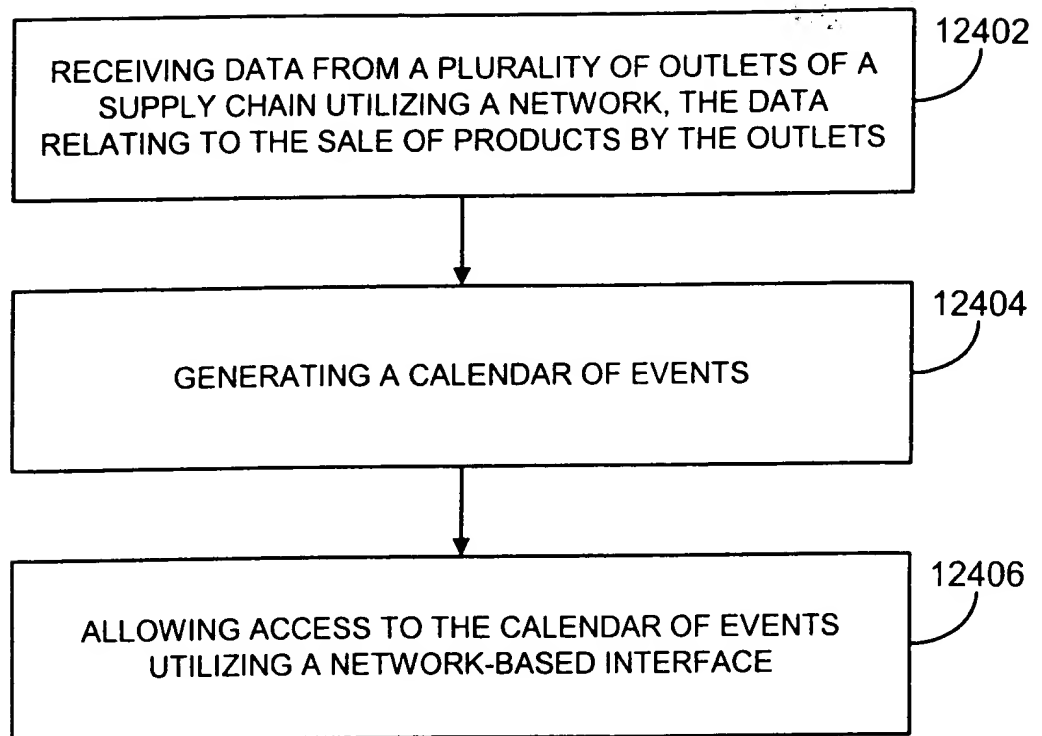 12402
RECEIVING DATA FROM A PLURALITY OF OUTLETS OF A
SUPPLY CHAIN UTILIZING A NETWORK, THE DATA
RELATING TO THE SALE OF PRODUCTS BY THE OUTLETS
12404
GENERATING A CALENDAR OF EVENTS
12406
ALLOWING ACCESS TO THE CALENDAR OF EVENTS
UTILIZING A NETWORK-BASED INTERFACE